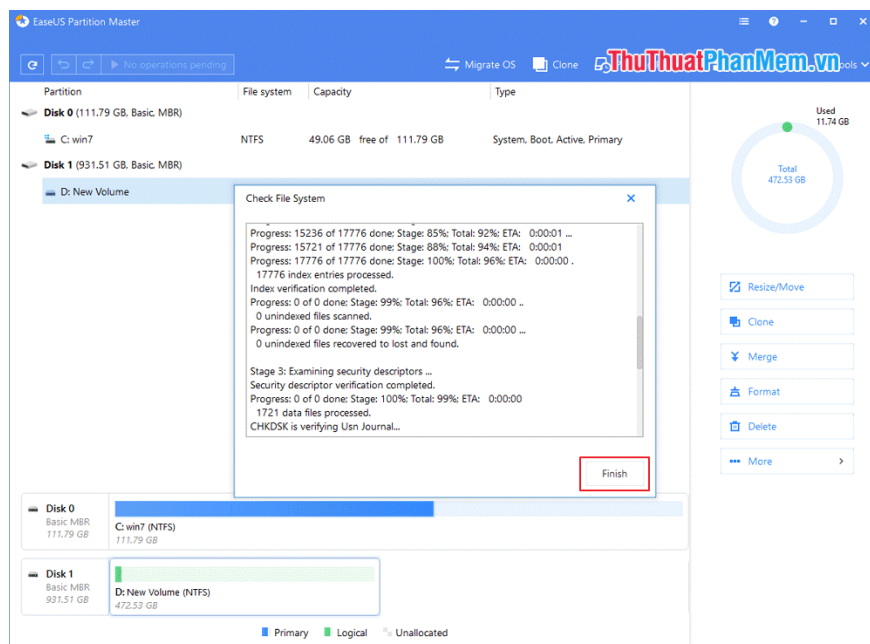 EaseUS Partition Master
No operations pending
Migrate OS
Clone
ThuThuatPhanMem.vn
ools
Partition File system Capacity Type
Disk 0 (111.79 GB, Basic, MBR)
C: win7 NTFS 49.06 GB free of 111.79 GB System, Boot, Active, Primary
Disk 1 (931.51 GB, Basic, MBR)
D: New Volume
Used
11.74 GB
Total
472.53 GB
Check File System
Progress: 15236 of 17776 done; Stage: 85%; Total: 92%; ETA: 0:00:01 ...
Progress: 15721 of 17776 done; Stage: 88%; Total: 94%; ETA: 0:00:01
Progress: 17776 of 17776 done; Stage: 100%; Total: 96%; ETA: 0:00:00 .
17776 index entries processed.
Index verification completed.
Progress: 0 of 0 done; Stage: 99%; Total: 96%; ETA: 0:00:00 ..
0 unindexed files scanned.
Progress: 0 of 0 done; Stage: 99%; Total: 96%; ETA: 0:00:00 ...
0 unindexed files recovered to lost and found.
Stage 3: Examining security descriptors ...
Security descriptor verification completed.
Progress: 0 of 0 done; Stage: 100%; Total: 99%; ETA: 0:00:00
1721 data files processed.
CHKDSK is verifying Usn Journal...
Finish
Resize/Move
Clone
Merge
Format
Delete
More
Disk 0
Basic MBR
111.79 GB
C: win7 (NTFS)
111.79 GB
Disk 1
Basic MBR
931.51 GB
D: New Volume (NTFS)
472.53 GB
Primary Logical Unallocated